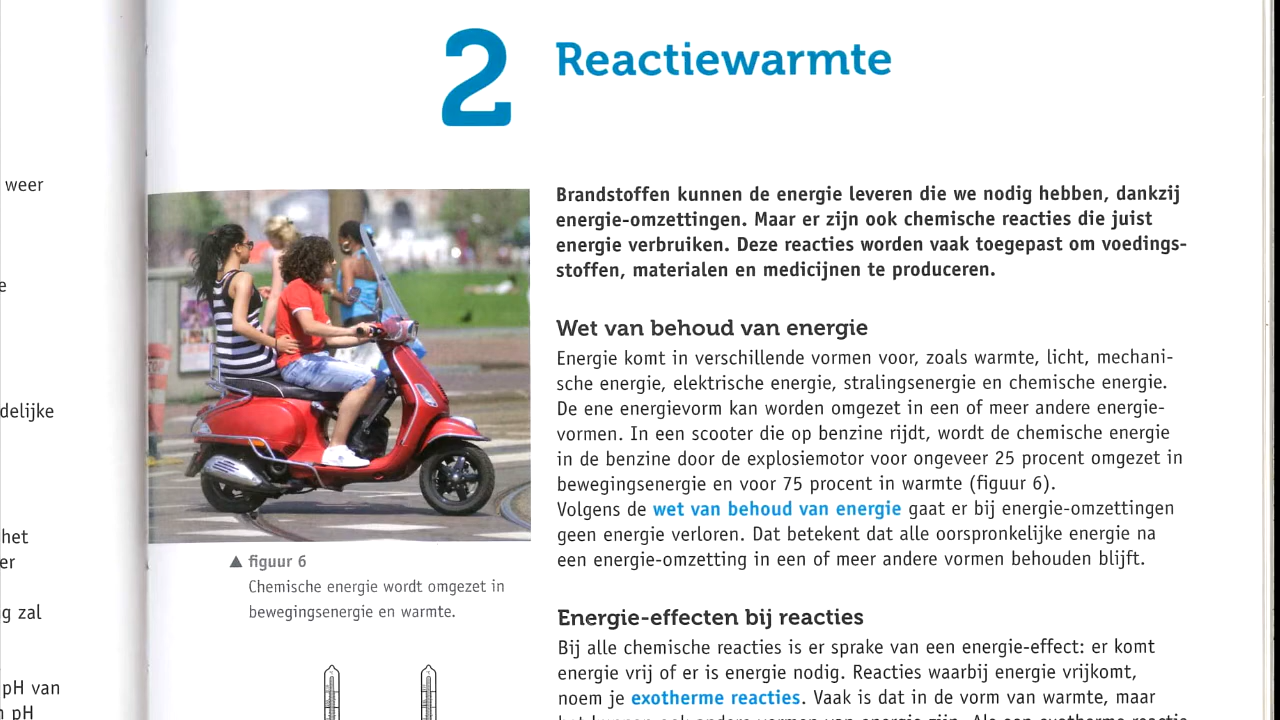 weer
e
delijke
het
er
g zal
pH van
pH
2 Reactiewarmte
Brandstoffen kunnen de energie leveren die we nodig hebben, dankzij
energie-omzettingen. Maar er zijn ook chemische reacties die juist
energie verbruiken. Deze reacties worden vaak toegepast om voedings-
stoffen, materialen en medicijnen te produceren.
Wet van behoud van energie
Energie komt in verschillende vormen voor, zoals warmte, licht, mechani-
sche energie, elektrische energie, stralingsenergie en chemische energie.
De ene energievorm kan worden omgezet in een of meer andere energie-
vormen. In een scooter die op benzine rijdt, wordt de chemische energie
in de benzine door de explosiemotor voor ongeveer 25 procent omgezet in
bewegingsenergie en voor 75 procent in warmte (figuur 6).
Volgens de wet van behoud van energie gaat er bij energie-omzettingen
geen energie verloren. Dat betekent dat alle oorspronkelijke energie na
een energie-omzetting in een of meer andere vormen behouden blijft.
▲ figuur 6
Chemische energie wordt omgezet in
bewegingsenergie en warmte.
Energie-effecten bij reacties
Bij alle chemische reacties is er sprake van een energie-effect: er komt
energie vrij of er is energie nodig. Reacties waarbij energie vrijkomt,
noem je exotherme reacties. Vaak is dat in de vorm van warmte, maar